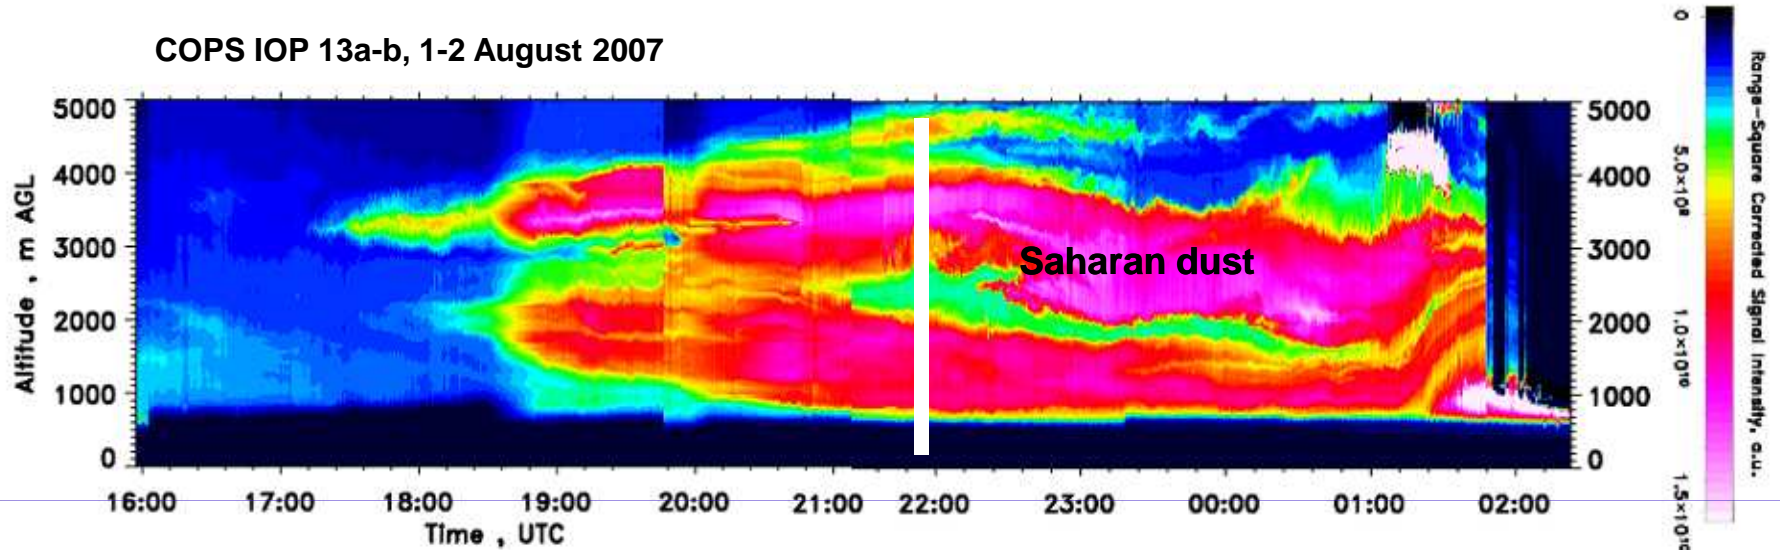 COPS IOP 13a-b, 1-2 August 2007
5000
4000
3000
2000
1000
0
Altitude , m AGL
Saharan dust
5000
4000
3000
2000
1000
0
16:00 17:00 18:00 19:00 20:00 21:00 22:00 23:00 00:00 01:00 02:00
Time , UTC
0
5.0×10⁹
1.0×10¹⁰
1.5×10¹⁰
Range-Square Corrected Signal Intensity, a.u.